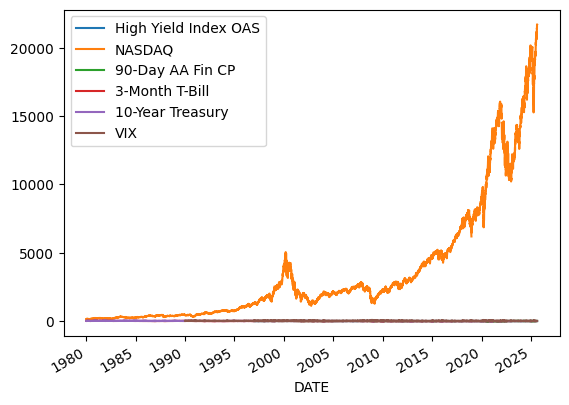 High Yield Index OAS
NASDAQ
90-Day AA Fin CP
3-Month T-Bill
10-Year Treasury
VIX
20000
15000
10000
5000
0
1980
1985
1990
1995
2000
2005
2010
2015
2020
2025
DATE